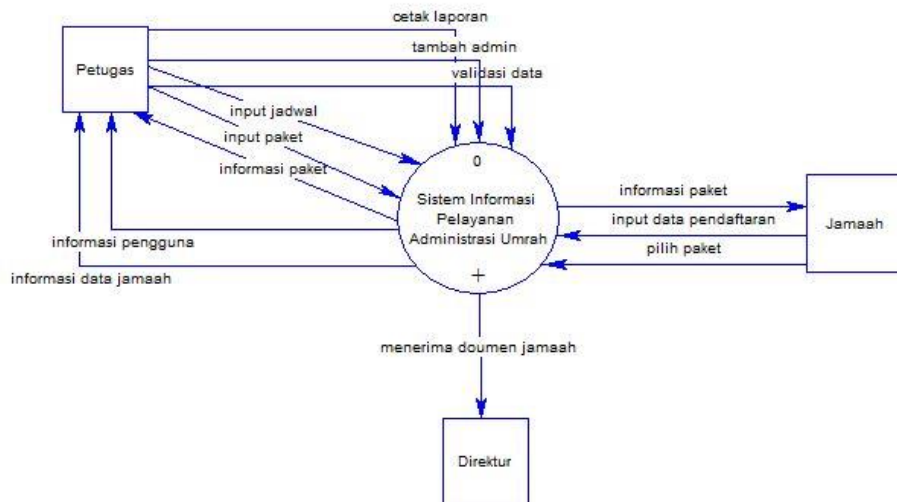 cetak laporan
tambah admin
Petugas
validasi data
input jadwal
input paket
informasi paket
0
Sistem Informasi
Pelayanan
Administrasi Umrah
+
informasi paket
input data pendaftaran
pilih paket
Jamaah
informasi pengguna
informasi data jamaah
menerima doumen jamaah
Direktur